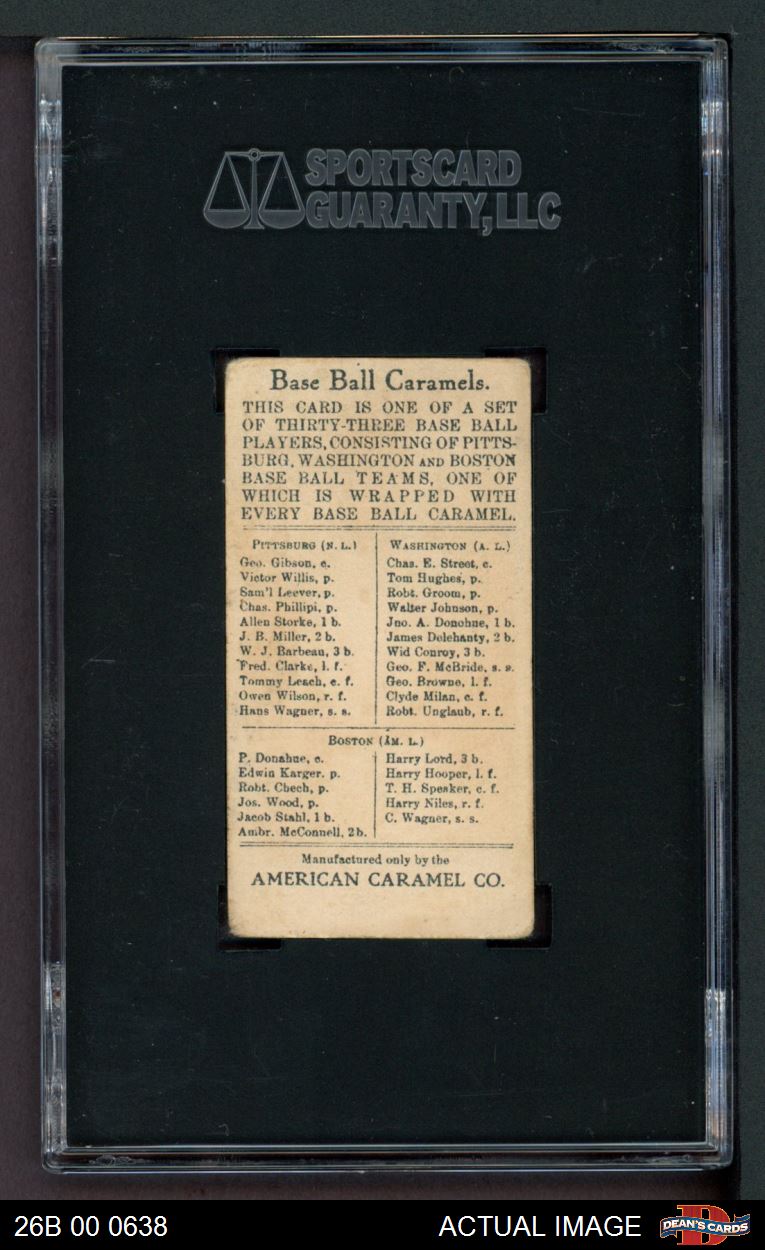 SPORTSCARD
GUARANTY, LLC
Base Ball Caramels.
THIS CARD IS ONE OF A SET
OF THIRTY-THREE BASE BALL
PLAYERS, CONSISTING OF PITTS-
BURG, WASHINGTON AND BOSTON
BASE BALL TEAMS, ONE OF
WHICH IS WRAPPED WITH
EVERY BASE BALL CARAMEL.
PITTSBURG (N. L.)
Geo. Gibson, c.
Victor Willis, p.
Sam'l Leever, p.
Chas. Phillipi, p.
Allen Storke, 1 b.
J. B. Miller, 2 b.
W. J. Barbeau, 3 b.
Fred. Clarke, l. f.
Tommy Leach, c. f.
Owen Wilson, r. f.
Hans Wagner, s. s.
WASHINGTON (A. L.)
Chas. E. Street, c.
Tom Hughes, p.
Robt. Groom, p.
Walter Johnson, p.
Jno. A. Donohue, 1 b.
James Delehanty, 2 b.
Wid Conroy, 3 b.
Geo. F. McBride, s. s.
Geo. Browne, l. f.
Clyde Milan, c. f.
Robt. Unglaub, r. f.
BOSTON (AM. L.)
P. Donahue, c.
Edwin Karger, p.
Robt. Chech, p.
Jos. Wood, p.
Jacob Stahl, 1 b.
Ambr. McConnell, 2 b.
Harry Lord, 3 b.
Harry Hooper, l. f.
T. H. Speaker, c. f.
Harry Niles, r. f.
C. Wagner, s. s.
Manufactured only by the
AMERICAN CARAMEL CO.
26B 00 0638
ACTUAL IMAGE
DEAN'S CARDS